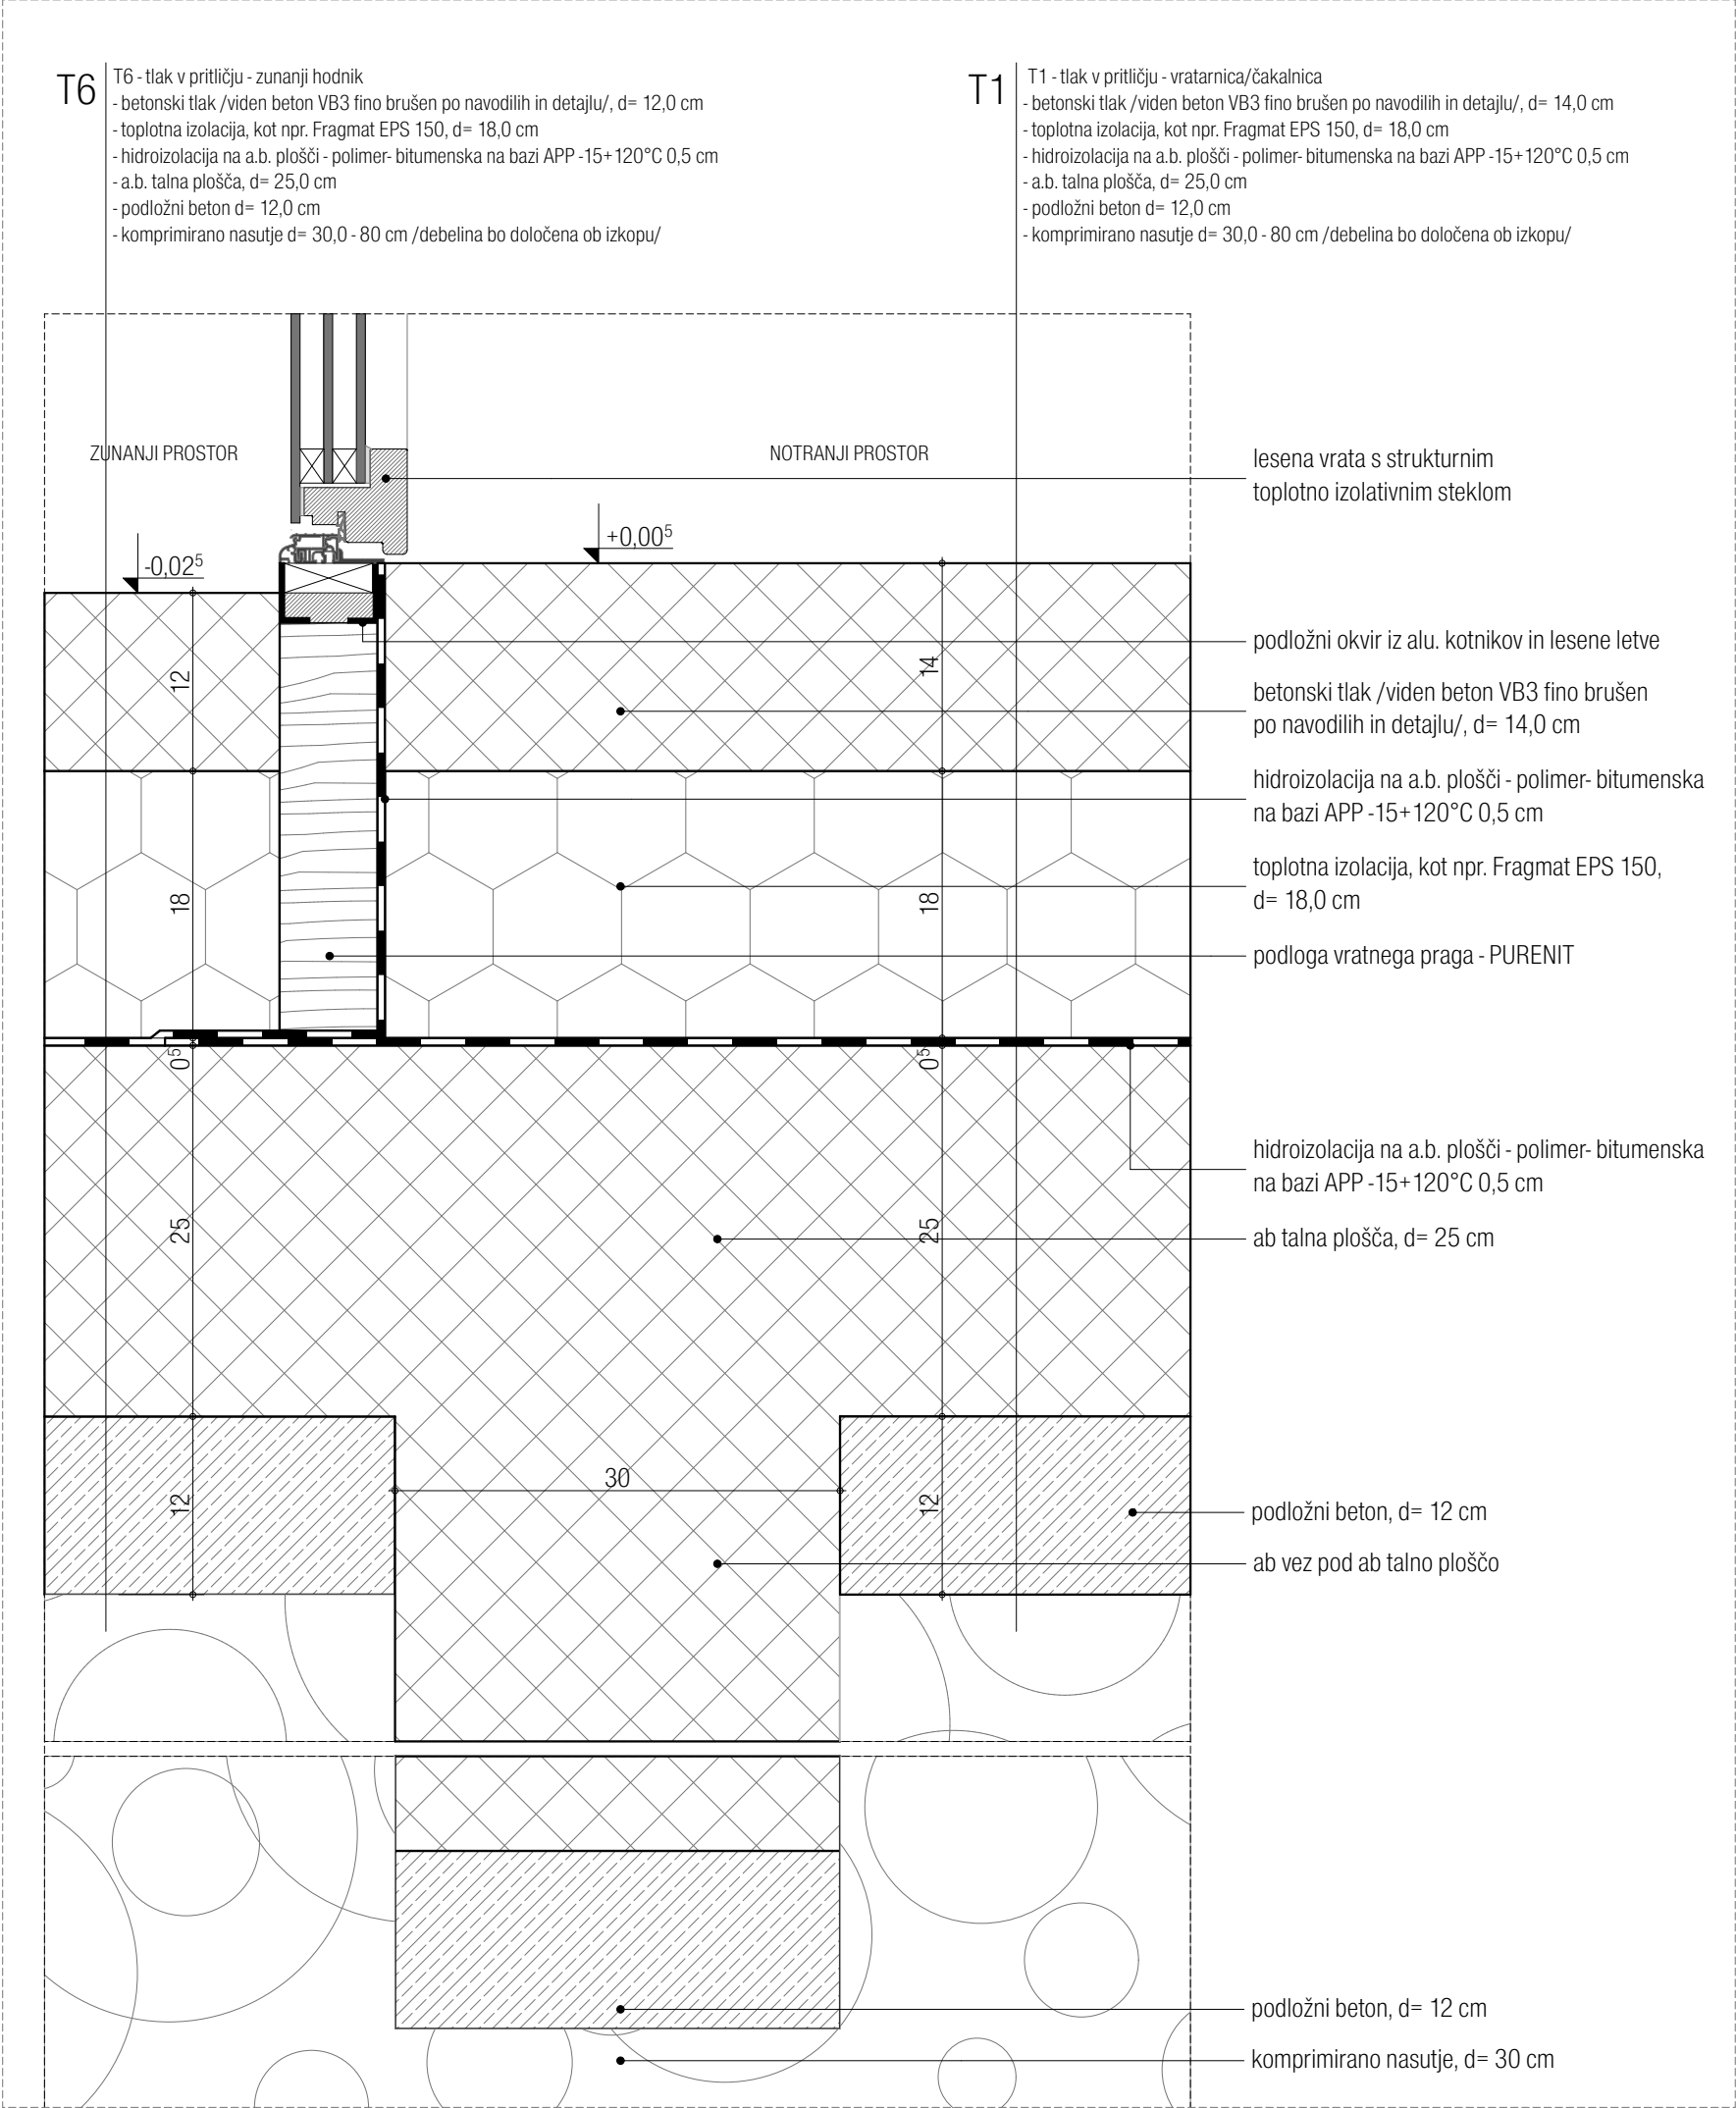 T6
T6 - tlak v pritličju - zunanji hodnik
- betonski tlak /viden beton VB3 fino brušen po navodilih in detajlu/, d= 12,0 cm
- toplotna izolacija, kot npr. Fragmat EPS 150, d= 18,0 cm
- hidroizolacija na a.b. plošči - polimer- bitumenska na bazi APP -15+120°C 0,5 cm
- a.b. talna plošča, d= 25,0 cm
- podložni beton d= 12,0 cm
- komprimirano nasutje d= 30,0 - 80 cm /debelina bo določena ob izkopu/
T1
T1 - tlak v pritličju - vratarnica/čakalnica
- betonski tlak /viden beton VB3 fino brušen po navodilih in detajlu/, d= 14,0 cm
- toplotna izolacija, kot npr. Fragmat EPS 150, d= 18,0 cm
- hidroizolacija na a.b. plošči - polimer- bitumenska na bazi APP -15+120°C 0,5 cm
- a.b. talna plošča, d= 25,0 cm
- podložni beton d= 12,0 cm
- komprimirano nasutje d= 30,0 - 80 cm /debelina bo določena ob izkopu/
ZUNANJI PROSTOR
NOTRANJI PROSTOR
lesena vrata s strukturnim
toplotno izolativnim steklom
+0,00⁵
-0,02⁵
podložni okvir iz alu. kotnikov in lesene letve
12
14
betonski tlak /viden beton VB3 fino brušen
po navodilih in detajlu/, d= 14,0 cm
hidroizolacija na a.b. plošči - polimer- bitumenska
na bazi APP -15+120°C 0,5 cm
toplotna izolacija, kot npr. Fragmat EPS 150,
d= 18,0 cm
18
18
podloga vratnega praga - PURENIT
0⁵
0⁵
hidroizolacija na a.b. plošči - polimer- bitumenska
na bazi APP -15+120°C 0,5 cm
25
25
ab talna plošča, d= 25 cm
30
12
12
podložni beton, d= 12 cm
ab vez pod ab talno ploščo
podložni beton, d= 12 cm
komprimirano nasutje, d= 30 cm